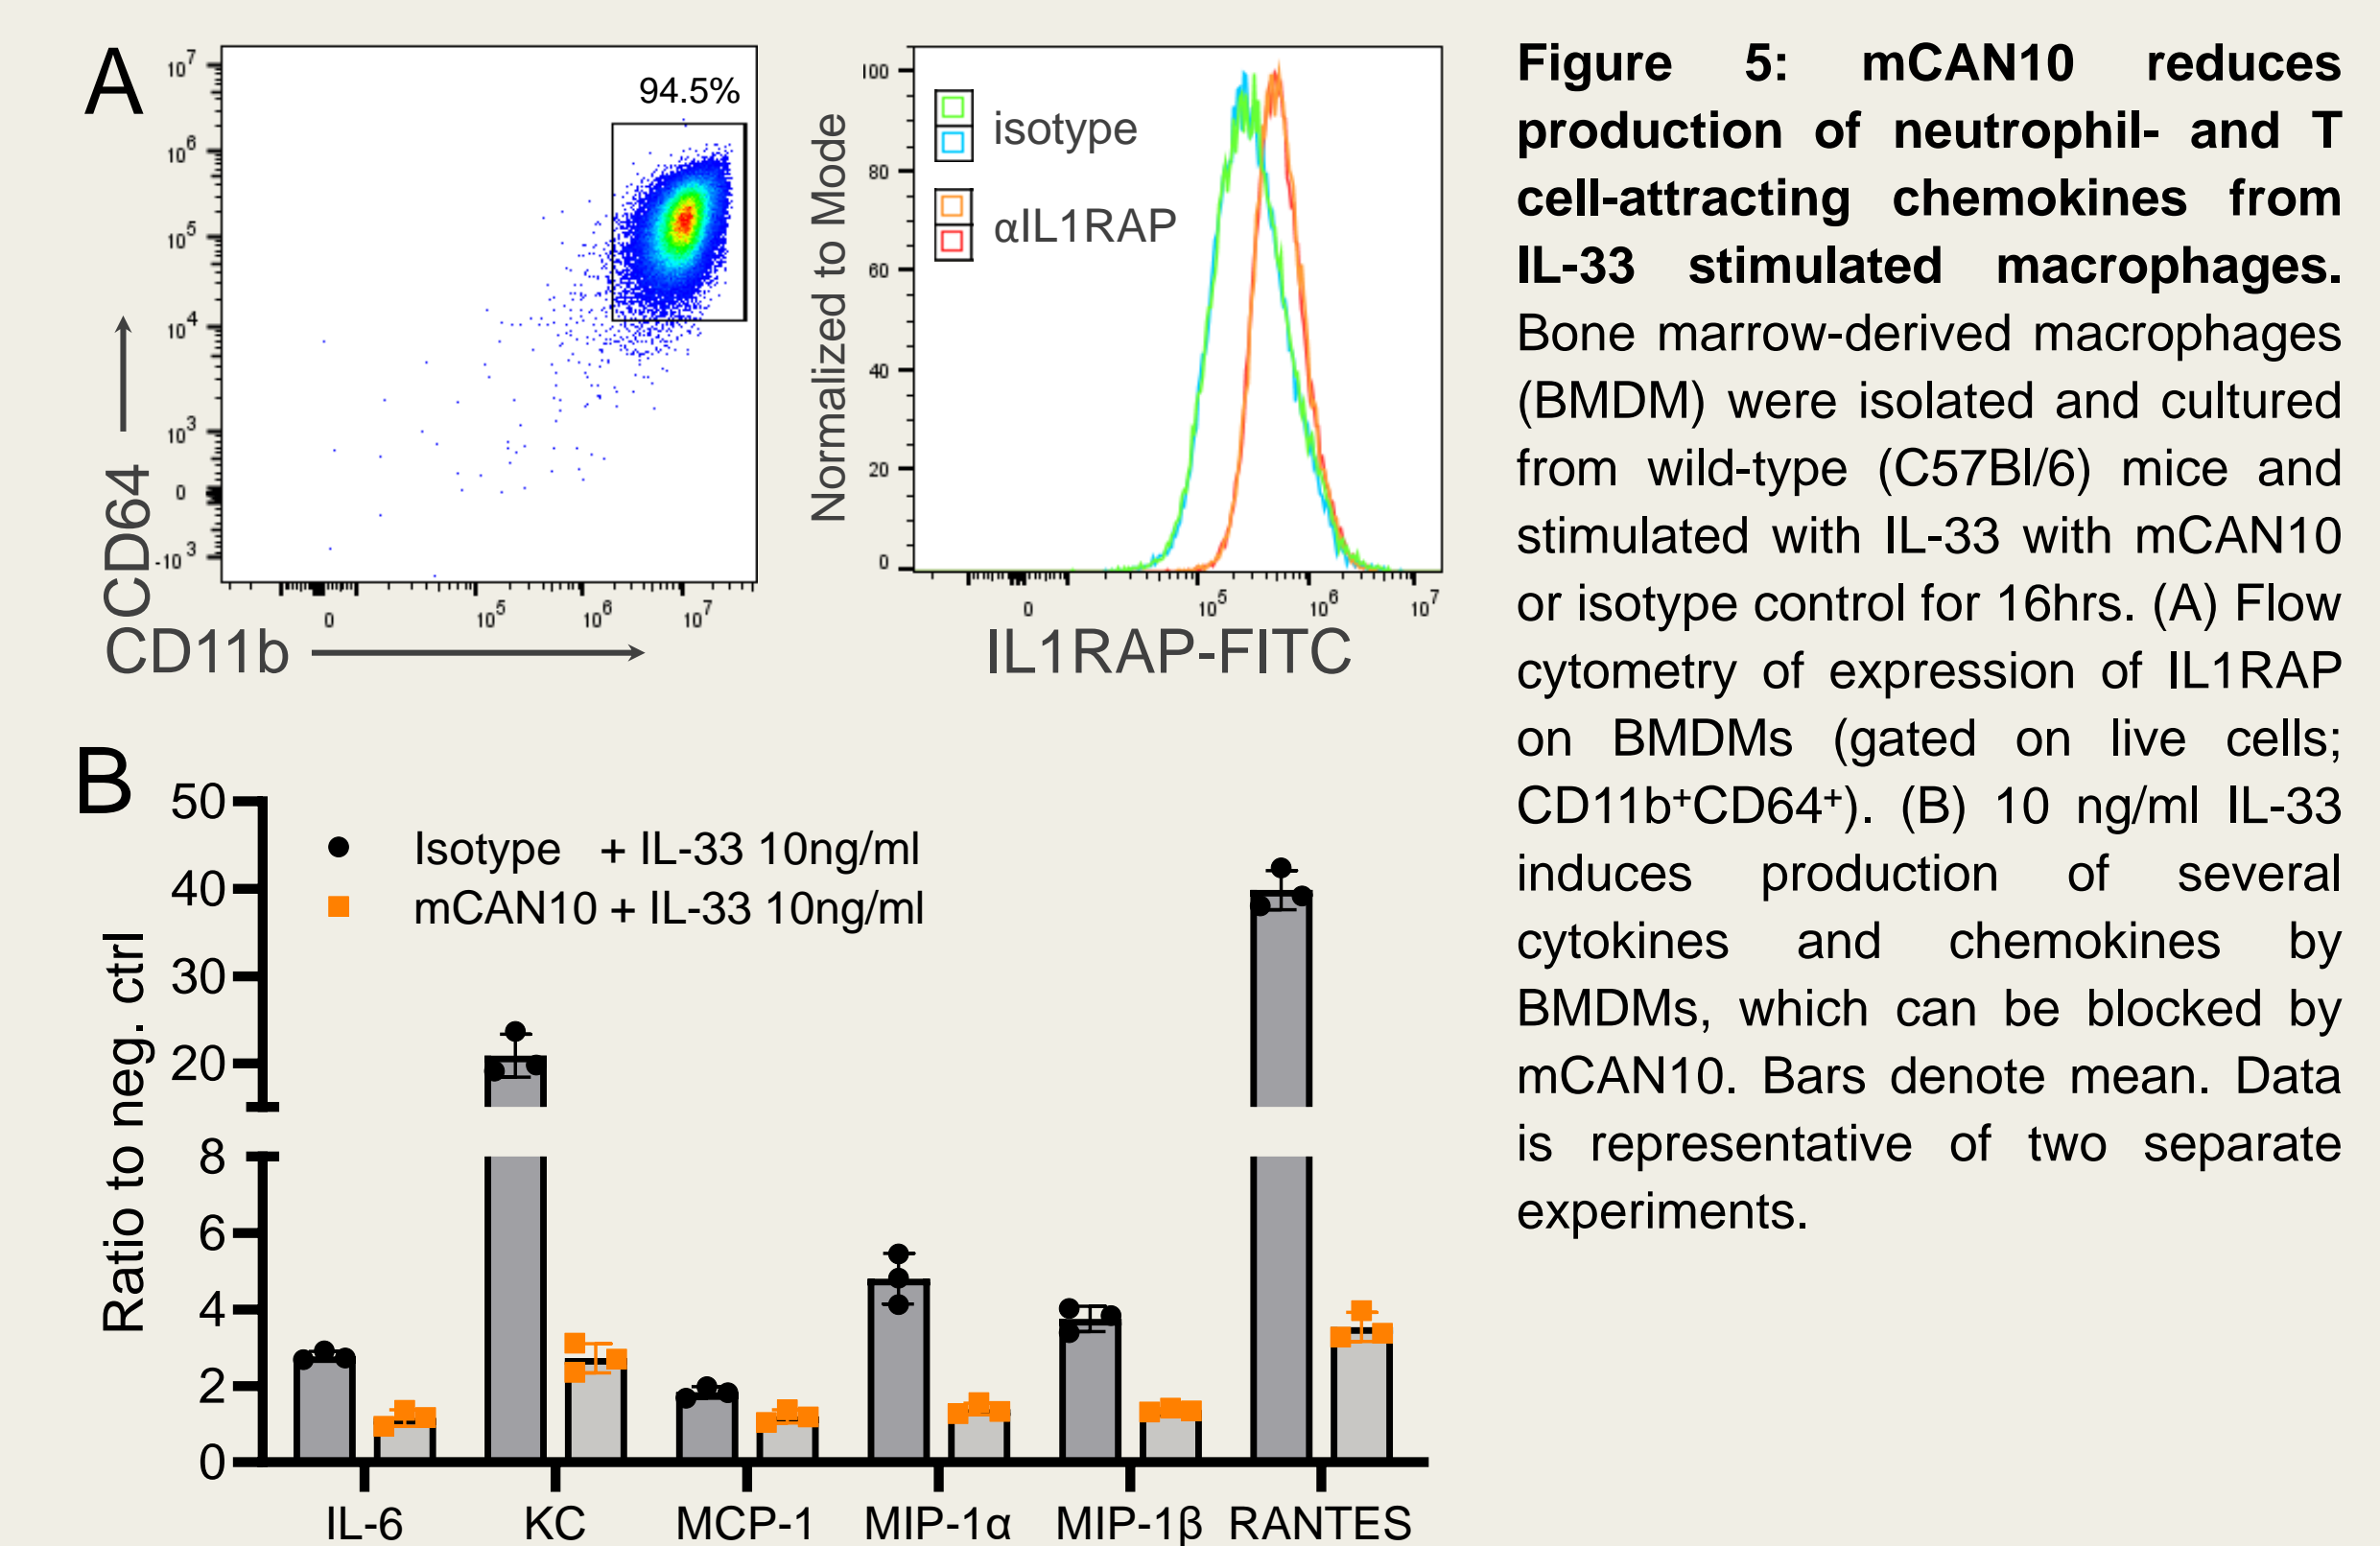 A
10^7
10^6
10^5
10^4
10^3
0
-10^3
94.5%
CD64
0
10^5
10^6
10^7
CD11b
100
80
60
40
20
0
Normalized to Mode
isotype
αIL1RAP
0
10^5
10^6
10^7
IL1RAP-FITC
B
50
40
30
20
8
6
4
2
0
Ratio to neg. ctrl
Isotype + IL-33 10ng/ml
mCAN10 + IL-33 10ng/ml
IL-6 KC MCP-1 MIP-1α MIP-1β RANTES
Figure 5: mCAN10 reduces
production of neutrophil- and T
cell-attracting chemokines from
IL-33 stimulated macrophages.
Bone marrow-derived macrophages
(BMDM) were isolated and cultured
from wild-type (C57Bl/6) mice and
stimulated with IL-33 with mCAN10
or isotype control for 16hrs. (A) Flow
cytometry of expression of IL1RAP
on BMDMs (gated on live cells;
CD11b⁺CD64⁺). (B) 10 ng/ml IL-33
induces production of several
cytokines and chemokines by
BMDMs, which can be blocked by
mCAN10. Bars denote mean. Data
is representative of two separate
experiments.